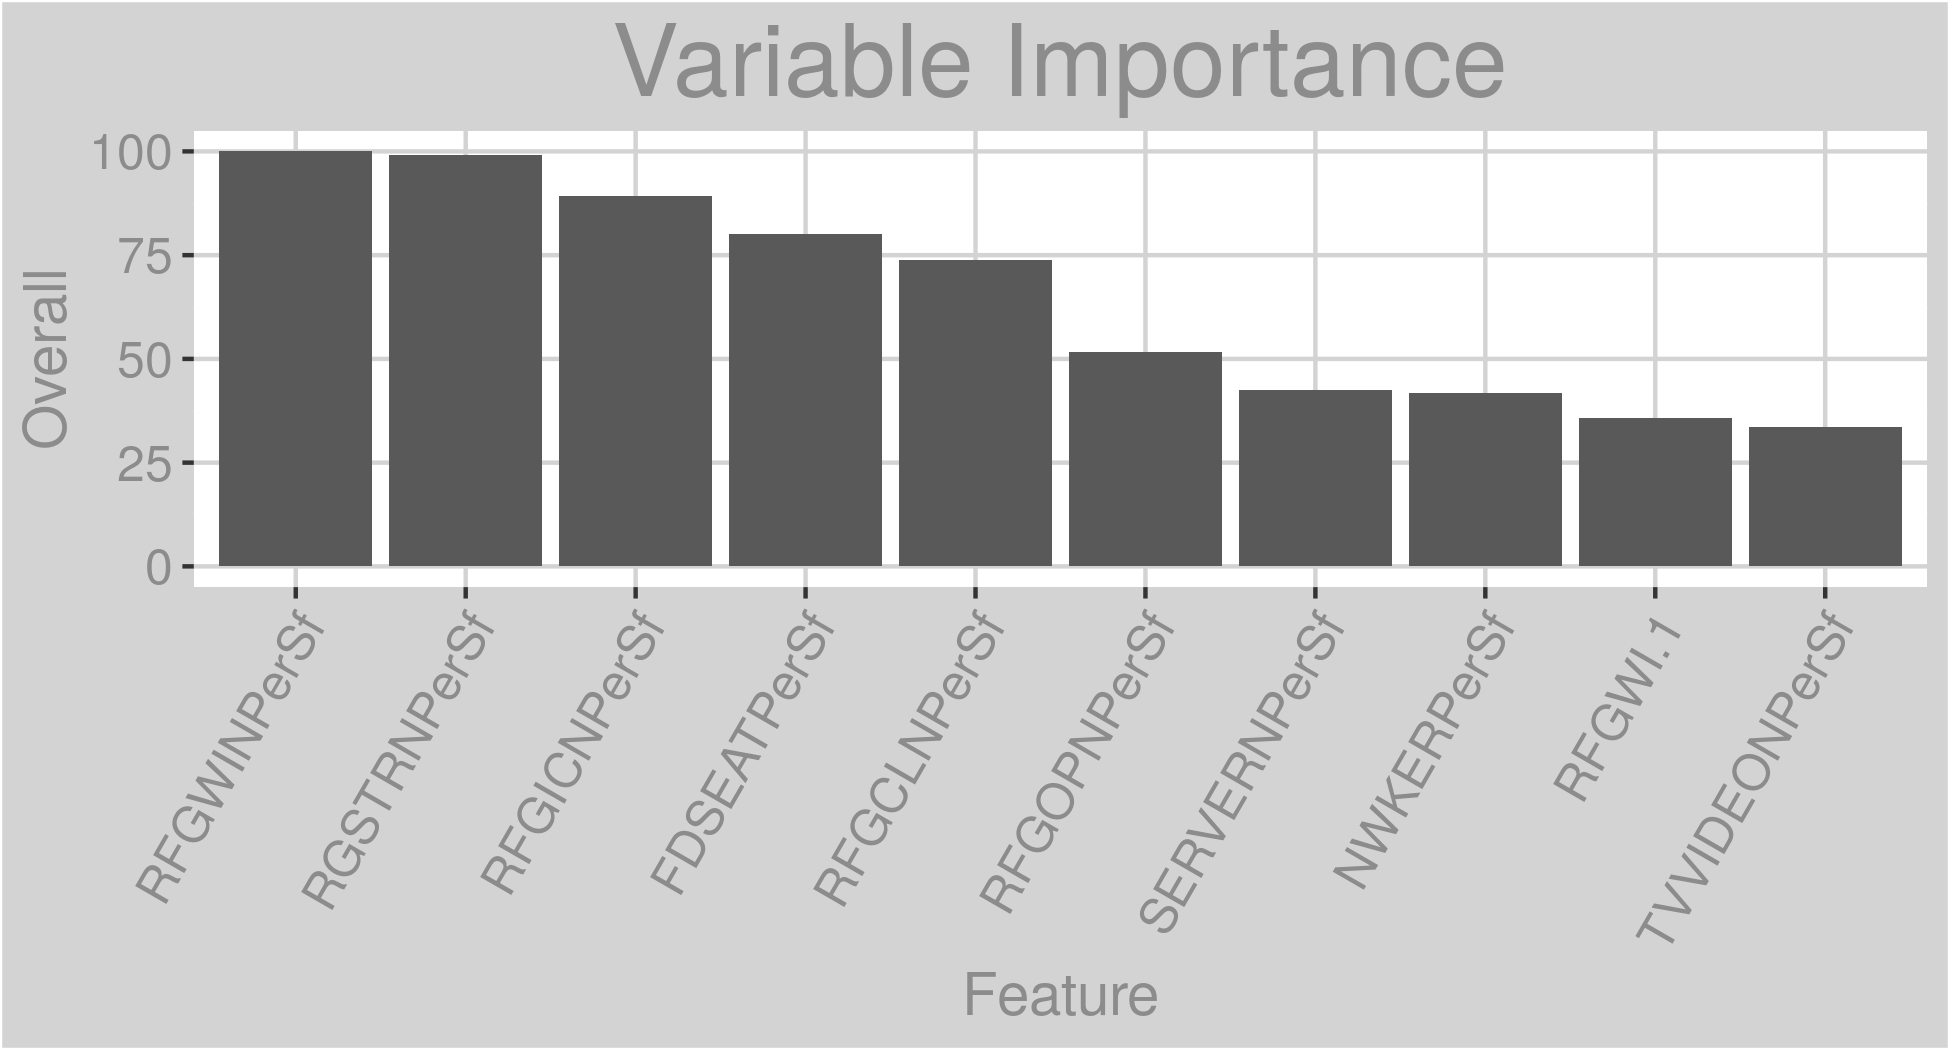 Variable Importance
100
75
50
25
0
Overall
RFGWINPerSf
RGSTRNPerSf
RFGICNPerSf
FDSEATPerSf
RFGCLNPerSf
RFGOPNPerSf
SERVERNPerSf
NWKERPerSf
RFGWI.1
TVVIDEONPerSf
Feature